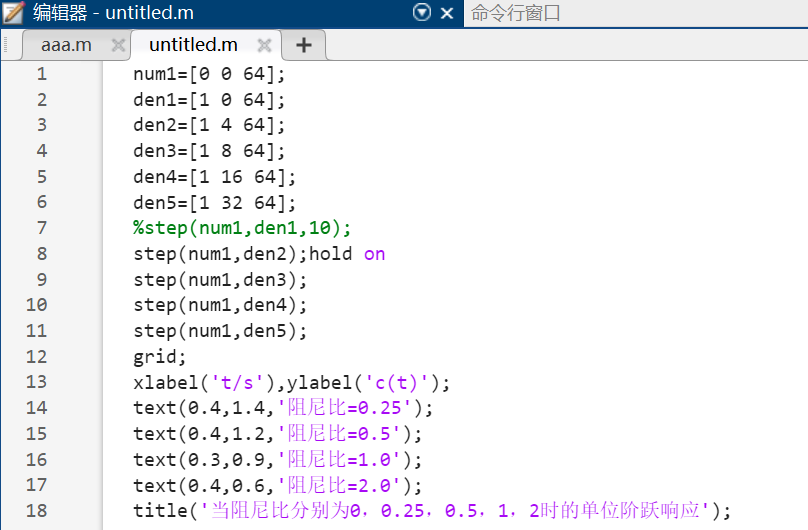 编辑器 - untitled.m
命令行窗口
aaa.m
untitled.m
1 num1=[0 0 64];
2 den1=[1 0 64];
3 den2=[1 4 64];
4 den3=[1 8 64];
5 den4=[1 16 64];
6 den5=[1 32 64];
7 %step(num1,den1,10);
8 step(num1,den2);hold on
9 step(num1,den3);
10 step(num1,den4);
11 step(num1,den5);
12 grid;
13 xlabel('t/s'),ylabel('c(t)');
14 text(0.4,1.4,'阻尼比=0.25');
15 text(0.4,1.2,'阻尼比=0.5');
16 text(0.3,0.9,'阻尼比=1.0');
17 text(0.4,0.6,'阻尼比=2.0');
18 title('当阻尼比分别为0，0.25，0.5，1，2时的单位阶跃响应');